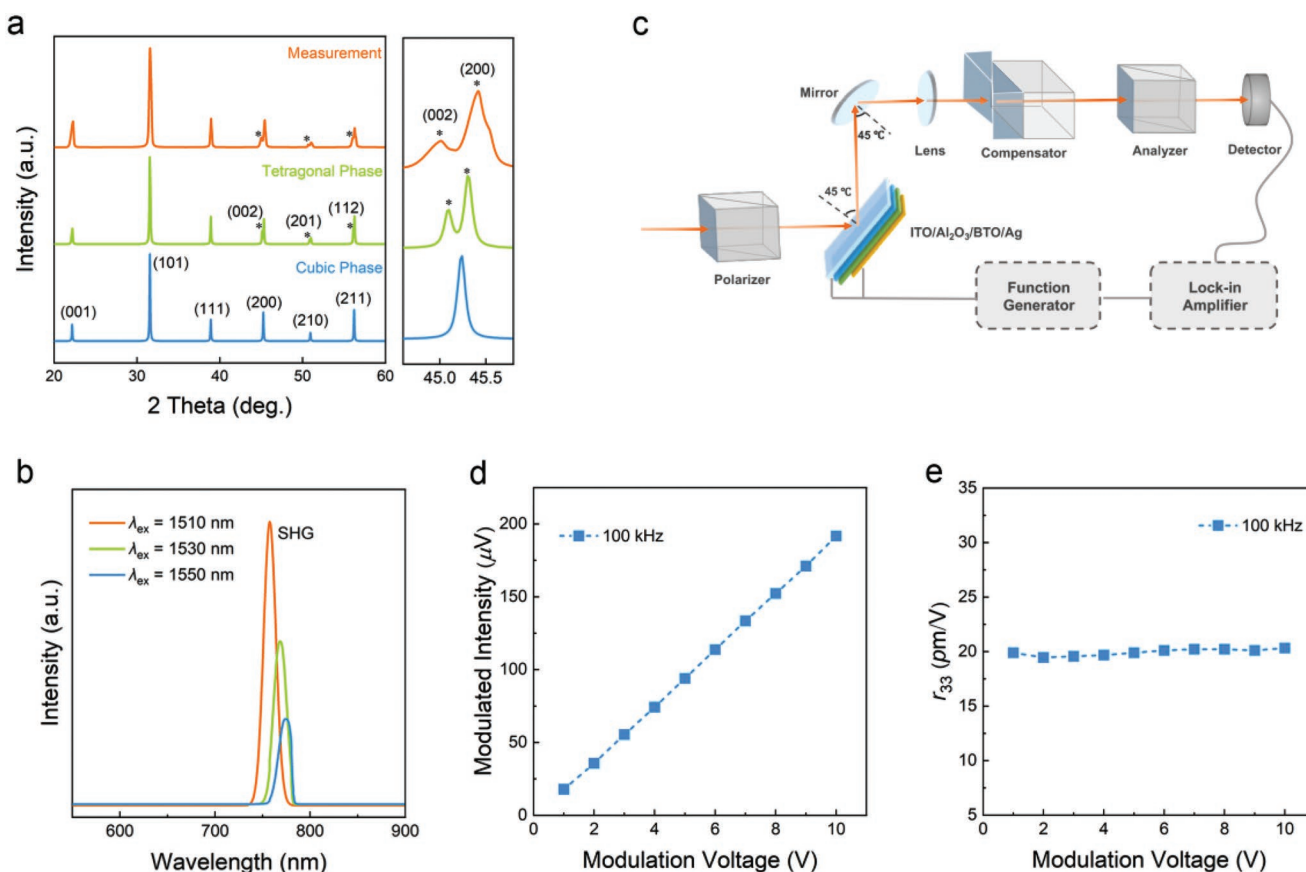 a
Measurement
(200)
*
(002)
*
* * *
Tetragonal Phase
(002) (201) (112)
* * *
* *
Cubic Phase
(001) (101) (111) (200) (210) (211)
Intensity (a.u.)
20 30 40 50 60
45.0 45.5
2 Theta (deg.)
c
Mirror
45 ℃
Lens
Compensator
Analyzer
Detector
45 ℃
Polarizer
ITO/Al₂O₃/BTO/Ag
Function
Generator
Lock-in
Amplifier
b
λex = 1510 nm
λex = 1530 nm
λex = 1550 nm
SHG
Intensity (a.u.)
600 700 800 900
Wavelength (nm)
d
100 kHz
Modulated Intensity (μV)
200
150
100
50
0
0 2 4 6 8 10
Modulation Voltage (V)
e
100 kHz
r33 (pm/V)
35
30
25
20
15
10
5
0 2 4 6 8 10
Modulation Voltage (V)